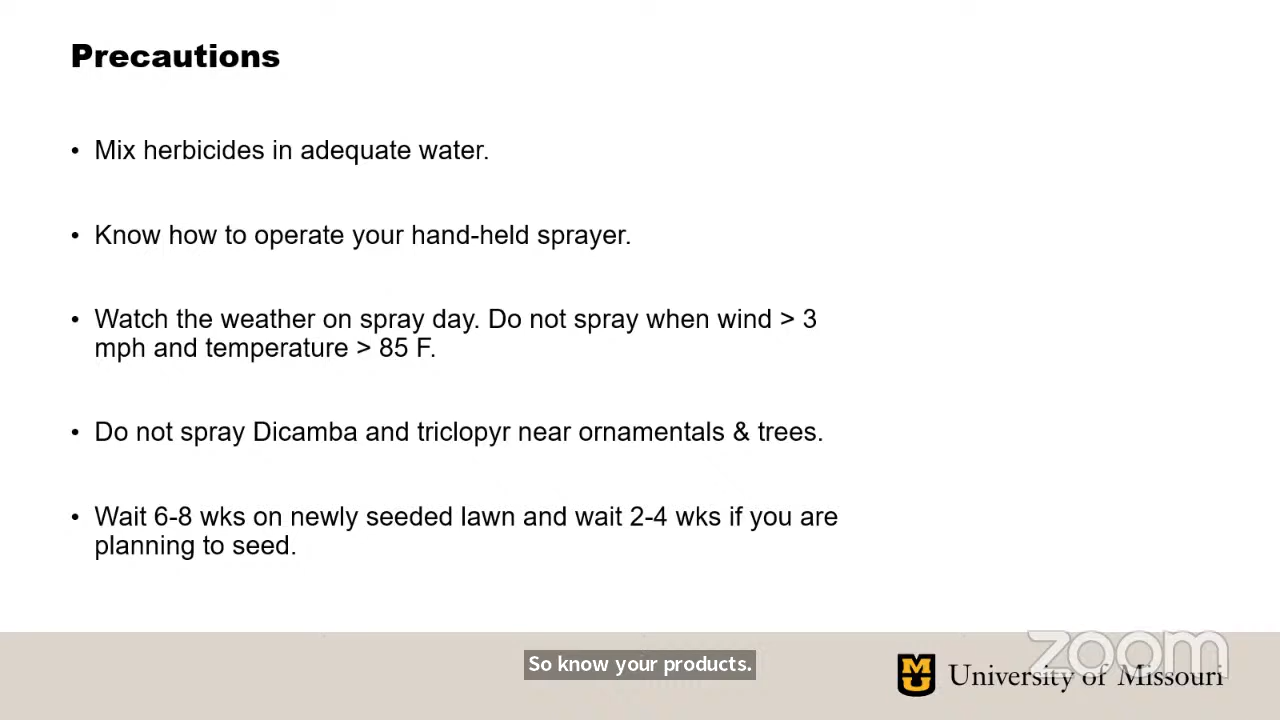 Precautions
• Mix herbicides in adequate water.
• Know how to operate your hand-held sprayer.
• Watch the weather on spray day. Do not spray when wind > 3
mph and temperature > 85 F.
• Do not spray Dicamba and triclopyr near ornamentals & trees.
• Wait 6-8 wks on newly seeded lawn and wait 2-4 wks if you are
planning to seed.
So know your products.
University of Missouri
zoom